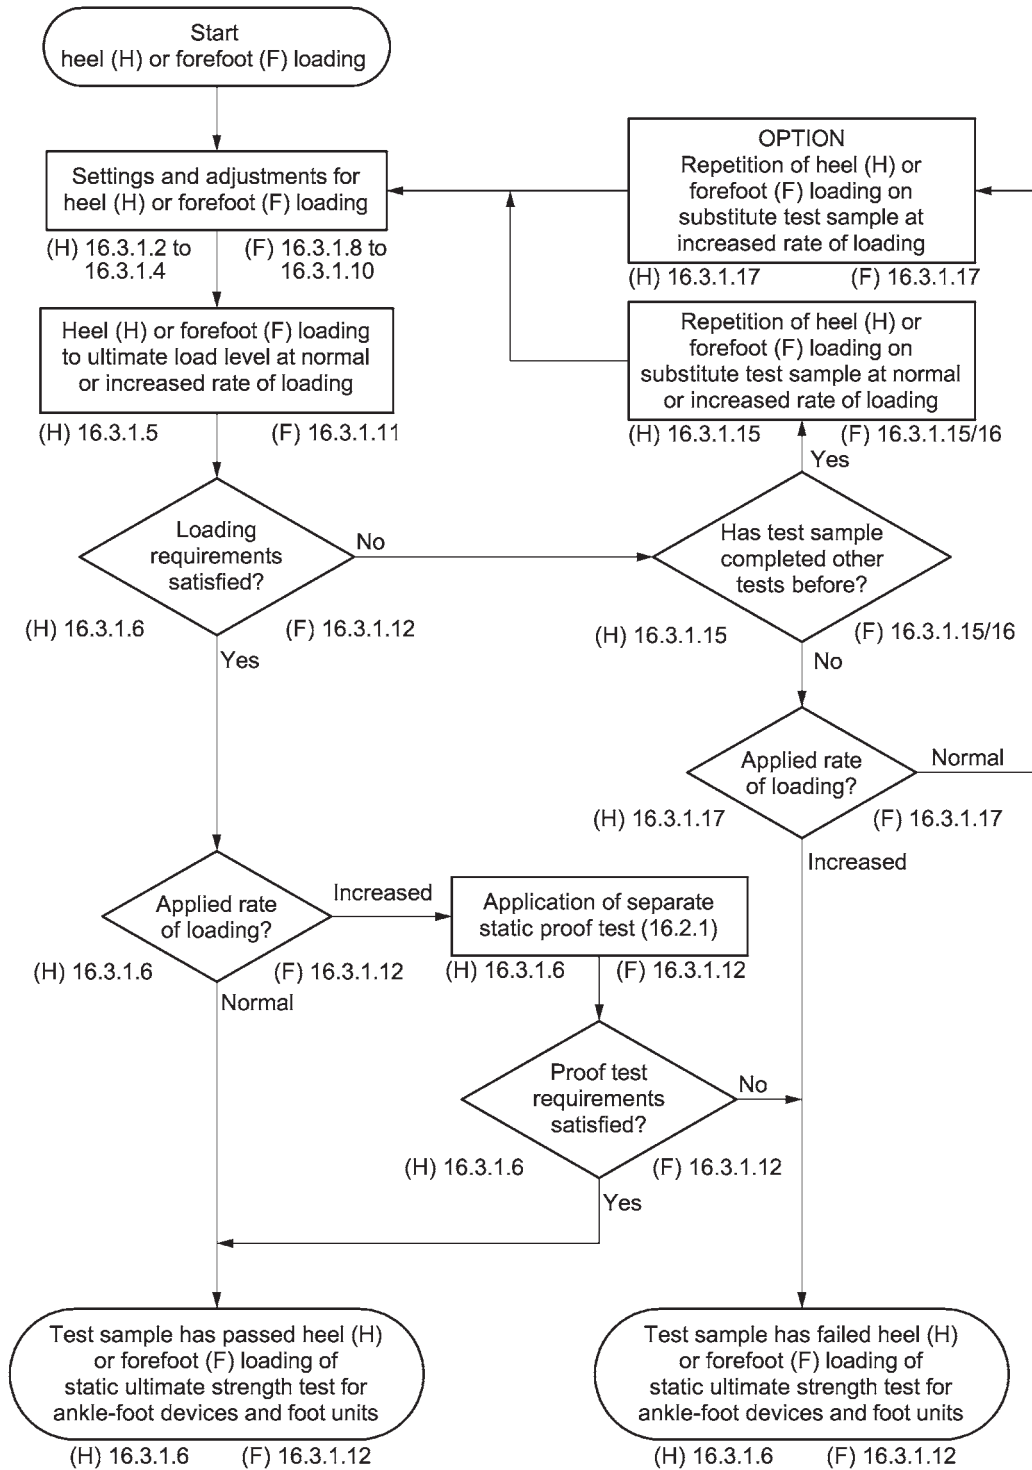 Start
heel (H) or forefoot (F) loading
Settings and adjustments for
heel (H) or forefoot (F) loading
(H) 16.3.1.2 to
16.3.1.4
(F) 16.3.1.8 to
16.3.1.10
Heel (H) or forefoot (F) loading
to ultimate load level at normal
or increased rate of loading
(H) 16.3.1.5
(F) 16.3.1.11
OPTION
Repetition of heel (H) or
forefoot (F) loading on
substitute test sample at
increased rate of loading
(H) 16.3.1.17
(F) 16.3.1.17
Repetition of heel (H) or
forefoot (F) loading on
substitute test sample at normal
or increased rate of loading
(H) 16.3.1.15
(F) 16.3.1.15/16
Yes
Loading
requirements
satisfied?
No
(H) 16.3.1.6
(F) 16.3.1.12
Yes
Has test sample
completed other
tests before?
(H) 16.3.1.15
(F) 16.3.1.15/16
No
Applied rate
of loading?
Normal
(H) 16.3.1.17
(F) 16.3.1.17
Increased
Applied rate
of loading?
Increased
(H) 16.3.1.6
(F) 16.3.1.12
Normal
Application of separate
static proof test (16.2.1)
(H) 16.3.1.6
(F) 16.3.1.12
Proof test
requirements
satisfied?
No
(H) 16.3.1.6
(F) 16.3.1.12
Yes
Test sample has passed heel (H)
or forefoot (F) loading of
static ultimate strength test for
ankle-foot devices and foot units
(H) 16.3.1.6
(F) 16.3.1.12
Test sample has failed heel (H)
or forefoot (F) loading of
static ultimate strength test for
ankle-foot devices and foot units
(H) 16.3.1.6
(F) 16.3.1.12